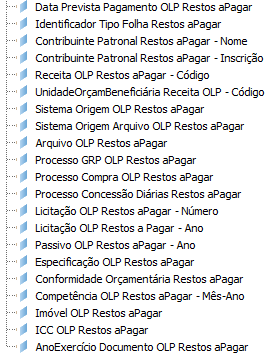 Data Prevista Pagamento OLP Restos aPagar
Identificador Tipo Folha Restos aPagar
Contribuinte Patronal Restos aPagar - Nome
Contribuinte Patronal Restos aPagar - Inscrição
Receita OLP Restos aPagar - Código
UnidadeOrçamBeneficiária Receita OLP - Código
Sistema Origem OLP Restos aPagar
Sistema Origem Arquivo OLP Restos aPagar
Arquivo OLP Restos aPagar
Processo GRP OLP Restos aPagar
Processo Compra OLP Restos aPagar
Processo Concessão Diárias Restos aPagar
Licitação OLP Restos aPagar - Número
Licitação OLP Restos a Pagar - Ano
Passivo OLP Restos aPagar - Ano
Especificação OLP Restos aPagar
Conformidade Orçamentária Restos aPagar
Competência OLP Restos aPagar - Mês-Ano
Imóvel OLP Restos aPagar
ICC OLP Restos aPagar
AnoExercício Documento OLP Restos aPagar